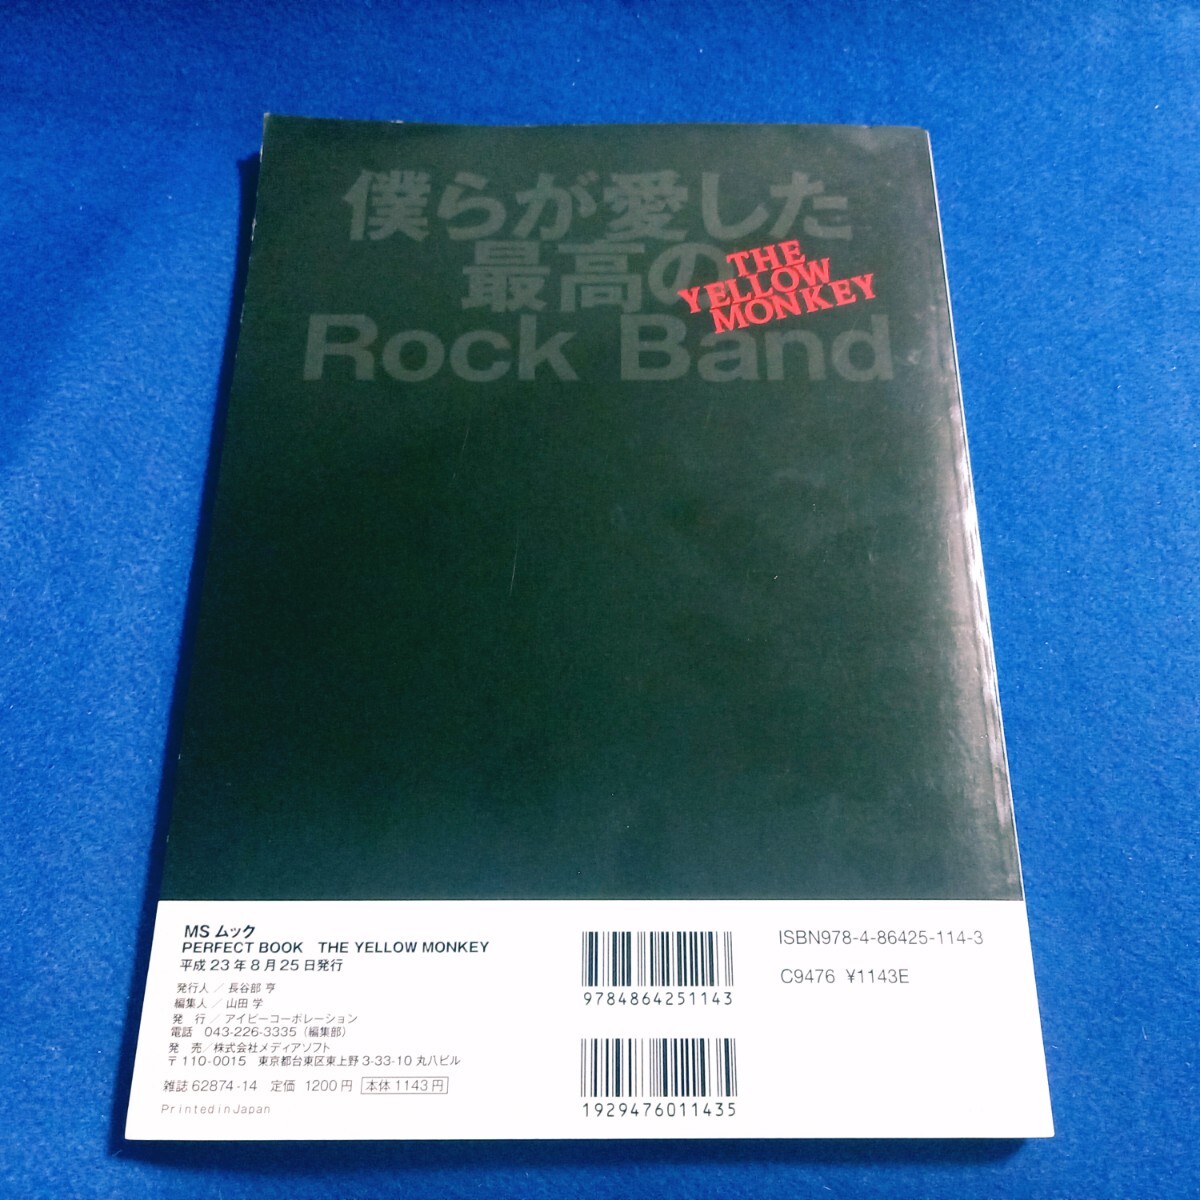 僕らが愛した
最高の
Rock Band
THE
YELLOW
MONKEY
MSムック
PERFECT BOOK THE YELLOW MONKEY
平成23年8月25日発行
発行人／長谷部 亨
編集人／山田 学
発 行／アイビーコーポレーション
電話 043-226-3335（編集部）
発 売／株式会社メディアソフト
〒110-0015 東京都台東区東上野3-33-10 丸八ビル
雑誌 62874-14 定価 1200円 本体1143円
Printed in Japan
9784864251143
1929476011435
ISBN978-4-86425-114-3
C9476 ¥1143E